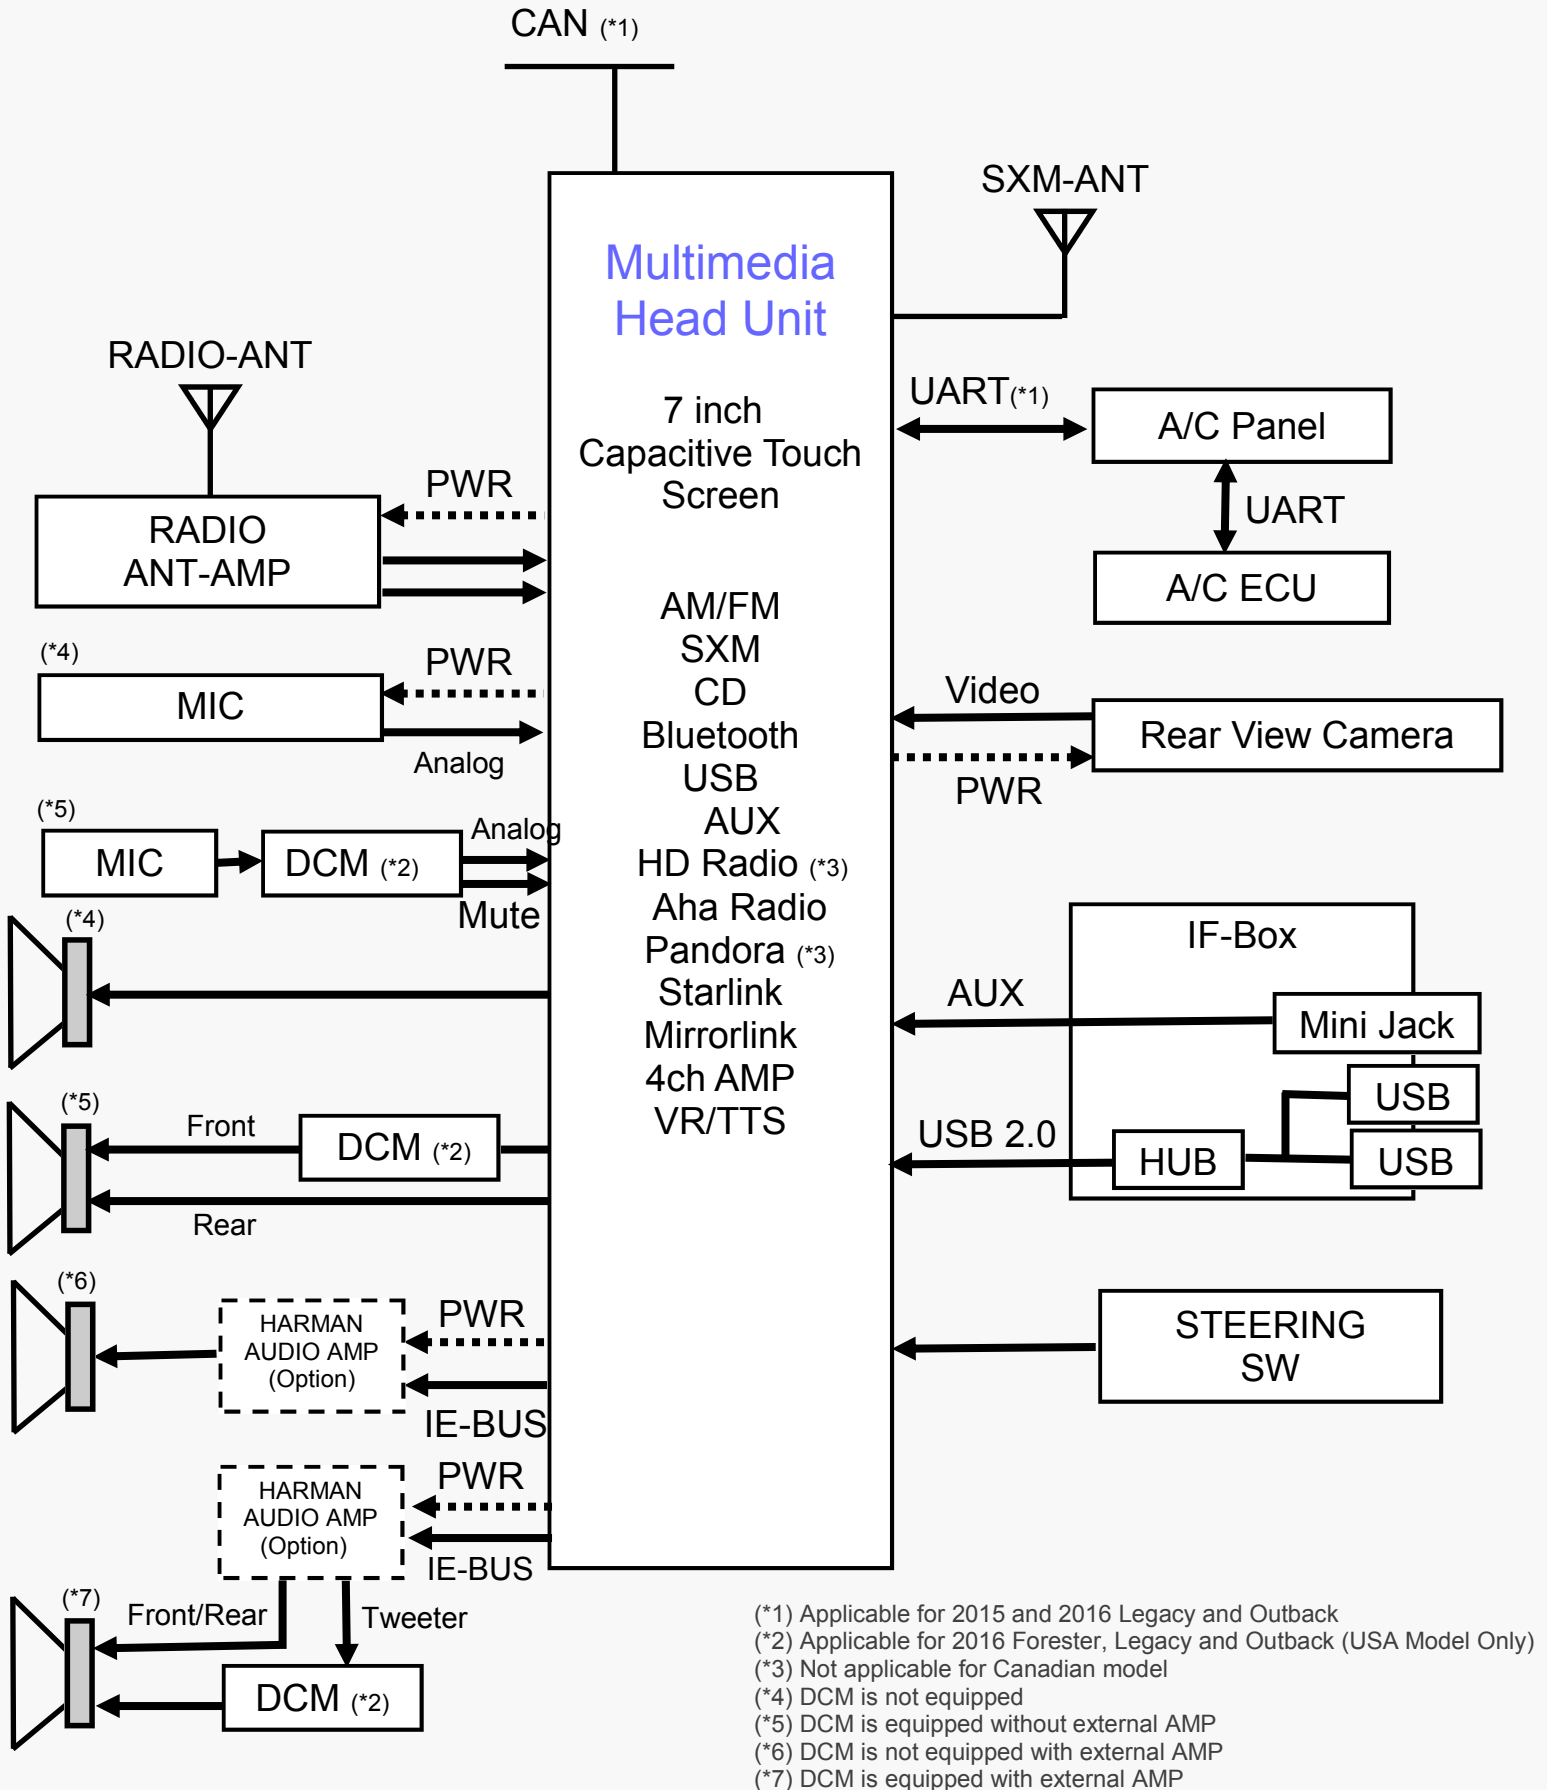 CAN (*1)
SXM-ANT
Multimedia
Head Unit
RADIO-ANT
7 inch
Capacitive Touch
Screen
UART(*1)
A/C Panel
PWR
RADIO
ANT-AMP
UART
A/C ECU
AM/FM
SXM
CD
Bluetooth
USB
AUX
HD Radio (*3)
Aha Radio
Pandora (*3)
Starlink
Mirrorlink
4ch AMP
VR/TTS
(*4)
PWR
MIC
Analog
Video
Rear View Camera
PWR
(*5)
MIC
DCM (*2)
Analog
Mute
(*4)
IF-Box
AUX
Mini Jack
USB
USB 2.0
HUB
USB
(*5)
Front
DCM (*2)
Rear
(*6)
HARMAN
AUDIO AMP
(Option)
PWR
IE-BUS
STEERING
SW
HARMAN
AUDIO AMP
(Option)
PWR
IE-BUS
(*7)
Front/Rear
Tweeter
DCM (*2)
(*1) Applicable for 2015 and 2016 Legacy and Outback
(*2) Applicable for 2016 Forester, Legacy and Outback (USA Model Only)
(*3) Not applicable for Canadian model
(*4) DCM is not equipped
(*5) DCM is equipped without external AMP
(*6) DCM is not equipped with external AMP
(*7) DCM is equipped with external AMP